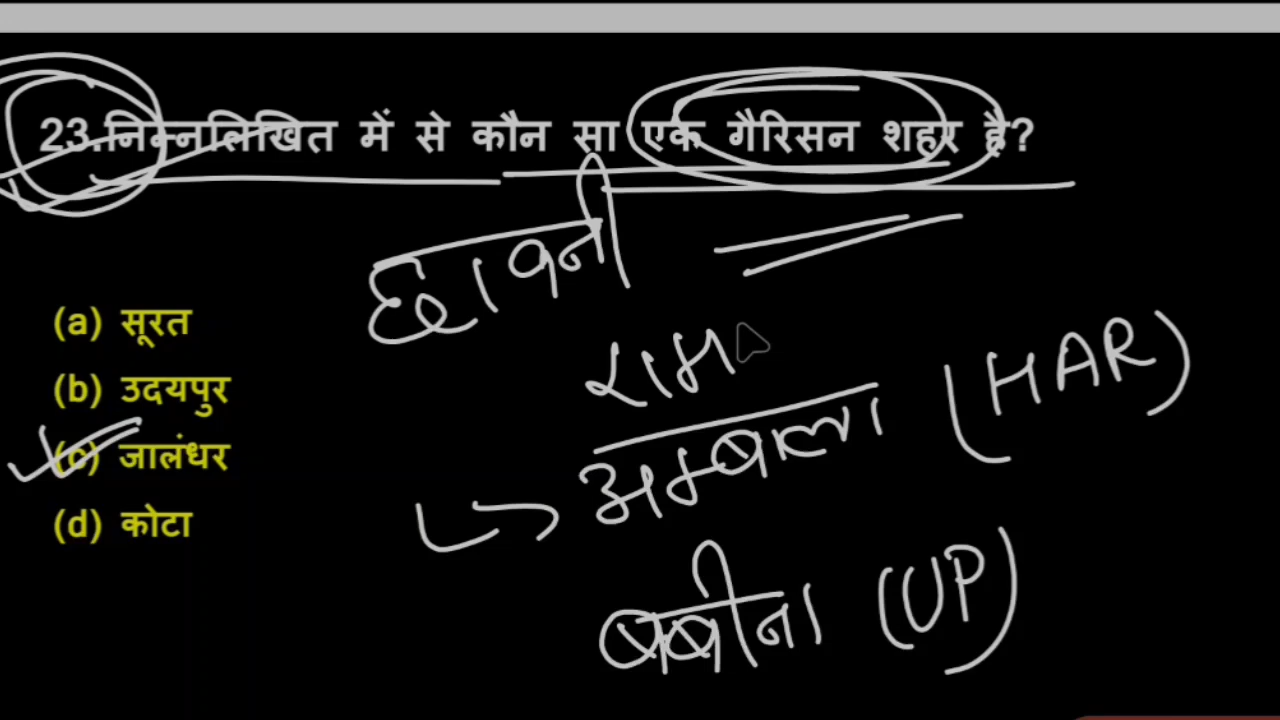 23.निम्नलिखित में से कौन सा एक गैरिसन शहर है?
छावनी
(a) सूरत
राम
(b) उदयपुर
अम्बाला (HAR)
(c) जालंधर
(d) कोटा
बबीना (UP)